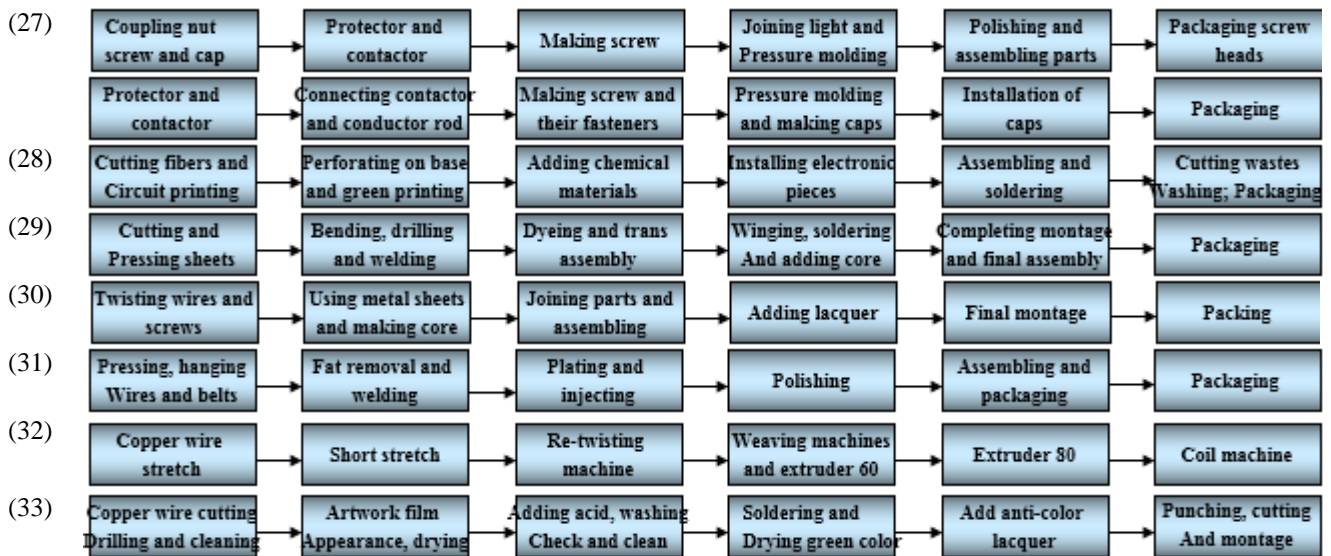 (27)
Coupling nut
screw and cap
Protector and
contactor
Making screw
Joining light and
Pressure molding
Polishing and
assembling parts
Packaging screw
heads
Protector and
contactor
Connecting contactor
and conductor rod
Making screw and
their fasteners
Pressure molding
and making caps
Installation of
caps
Packaging
(28)
Cutting fibers and
Circuit printing
Perforating on base
and green printing
Adding chemical
materials
Installing electronic
pieces
Assembling and
soldering
Cutting wastes
Washing; Packaging
(29)
Cutting and
Pressing sheets
Bending, drilling
and welding
Dyeing and trans
assembly
Winging, soldering
And adding core
Completing montage
and final assembly
Packaging
(30)
Twisting wires and
screws
Using metal sheets
and making core
Joining parts and
assembling
Adding lacquer
Final montage
Packing
(31)
Pressing, hanging
Wires and belts
Fat removal and
welding
Plating and
injecting
Polishing
Assembling and
packaging
Packaging
(32)
Copper wire
stretch
Short stretch
Re-twisting
machine
Weaving machines
and extruder 60
Extruder 80
Coil machine
(33)
Copper wire cutting
Drilling and cleaning
Artwork film
Appearance, drying
Adding acid, washing
Check and clean
Soldering and
Drying green color
Add anti-color
lacquer
Punching, cutting
And montage